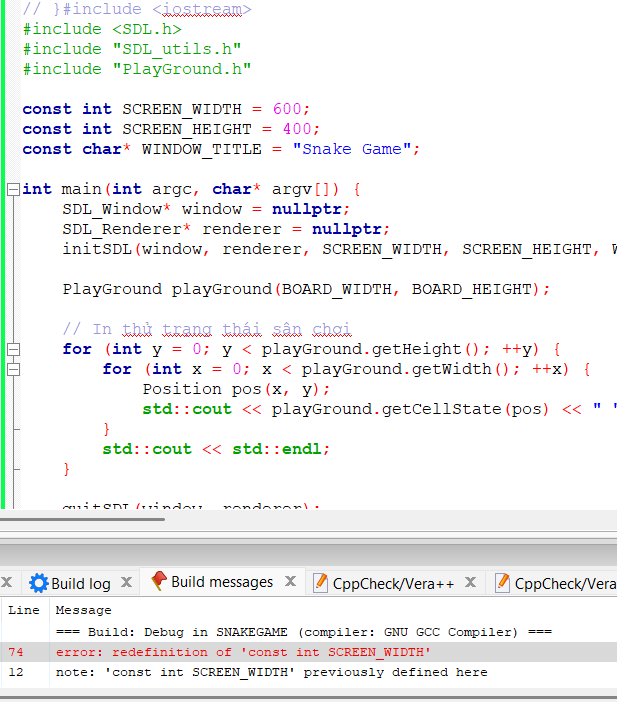 // }#include <iostream>
#include <SDL.h>
#include "SDL_utils.h"
#include "PlayGround.h"
const int SCREEN_WIDTH = 600;
const int SCREEN_HEIGHT = 400;
const char* WINDOW_TITLE = "Snake Game";
int main(int argc, char* argv[]) {
SDL_Window* window = nullptr;
SDL_Renderer* renderer = nullptr;
initSDL(window, renderer, SCREEN_WIDTH, SCREEN_HEIGHT, W
PlayGround playGround(BOARD_WIDTH, BOARD_HEIGHT);
// In thử trạng thái sân chơi
for (int y = 0; y < playGround.getHeight(); ++y) {
for (int x = 0; x < playGround.getWidth(); ++x) {
Position pos(x, y);
std::cout << playGround.getCellState(pos) << " "
}
std::cout << std::endl;
}
quitSDL(window, renderer);
Build log
Build messages
CppCheck/Vera++
CppCheck/Vera
Line Message
=== Build: Debug in SNAKEGAME (compiler: GNU GCC Compiler) ===
74 error: redefinition of 'const int SCREEN_WIDTH'
12 note: 'const int SCREEN_WIDTH' previously defined here